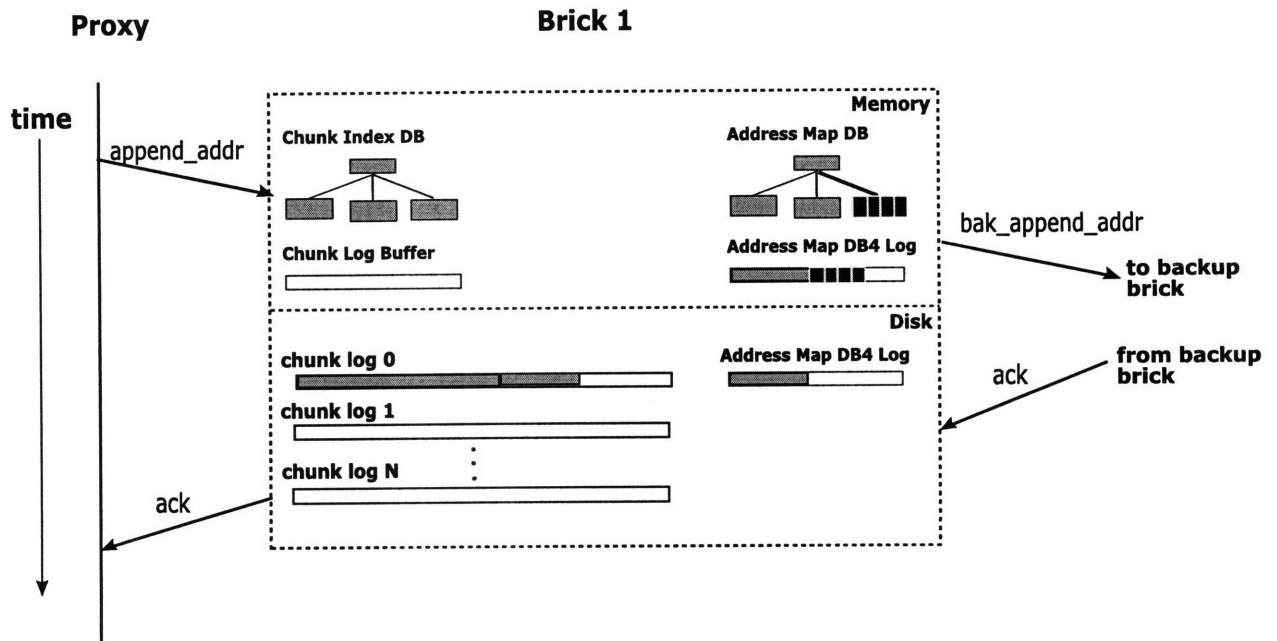 Proxy
Brick 1
time
append_addr
Memory
Chunk Index DB
Address Map DB
Chunk Log Buffer
Address Map DB4 Log
bak_append_addr
to backup
brick
Disk
chunk log 0
Address Map DB4 Log
from backup
brick
ack
chunk log 1
chunk log N
ack